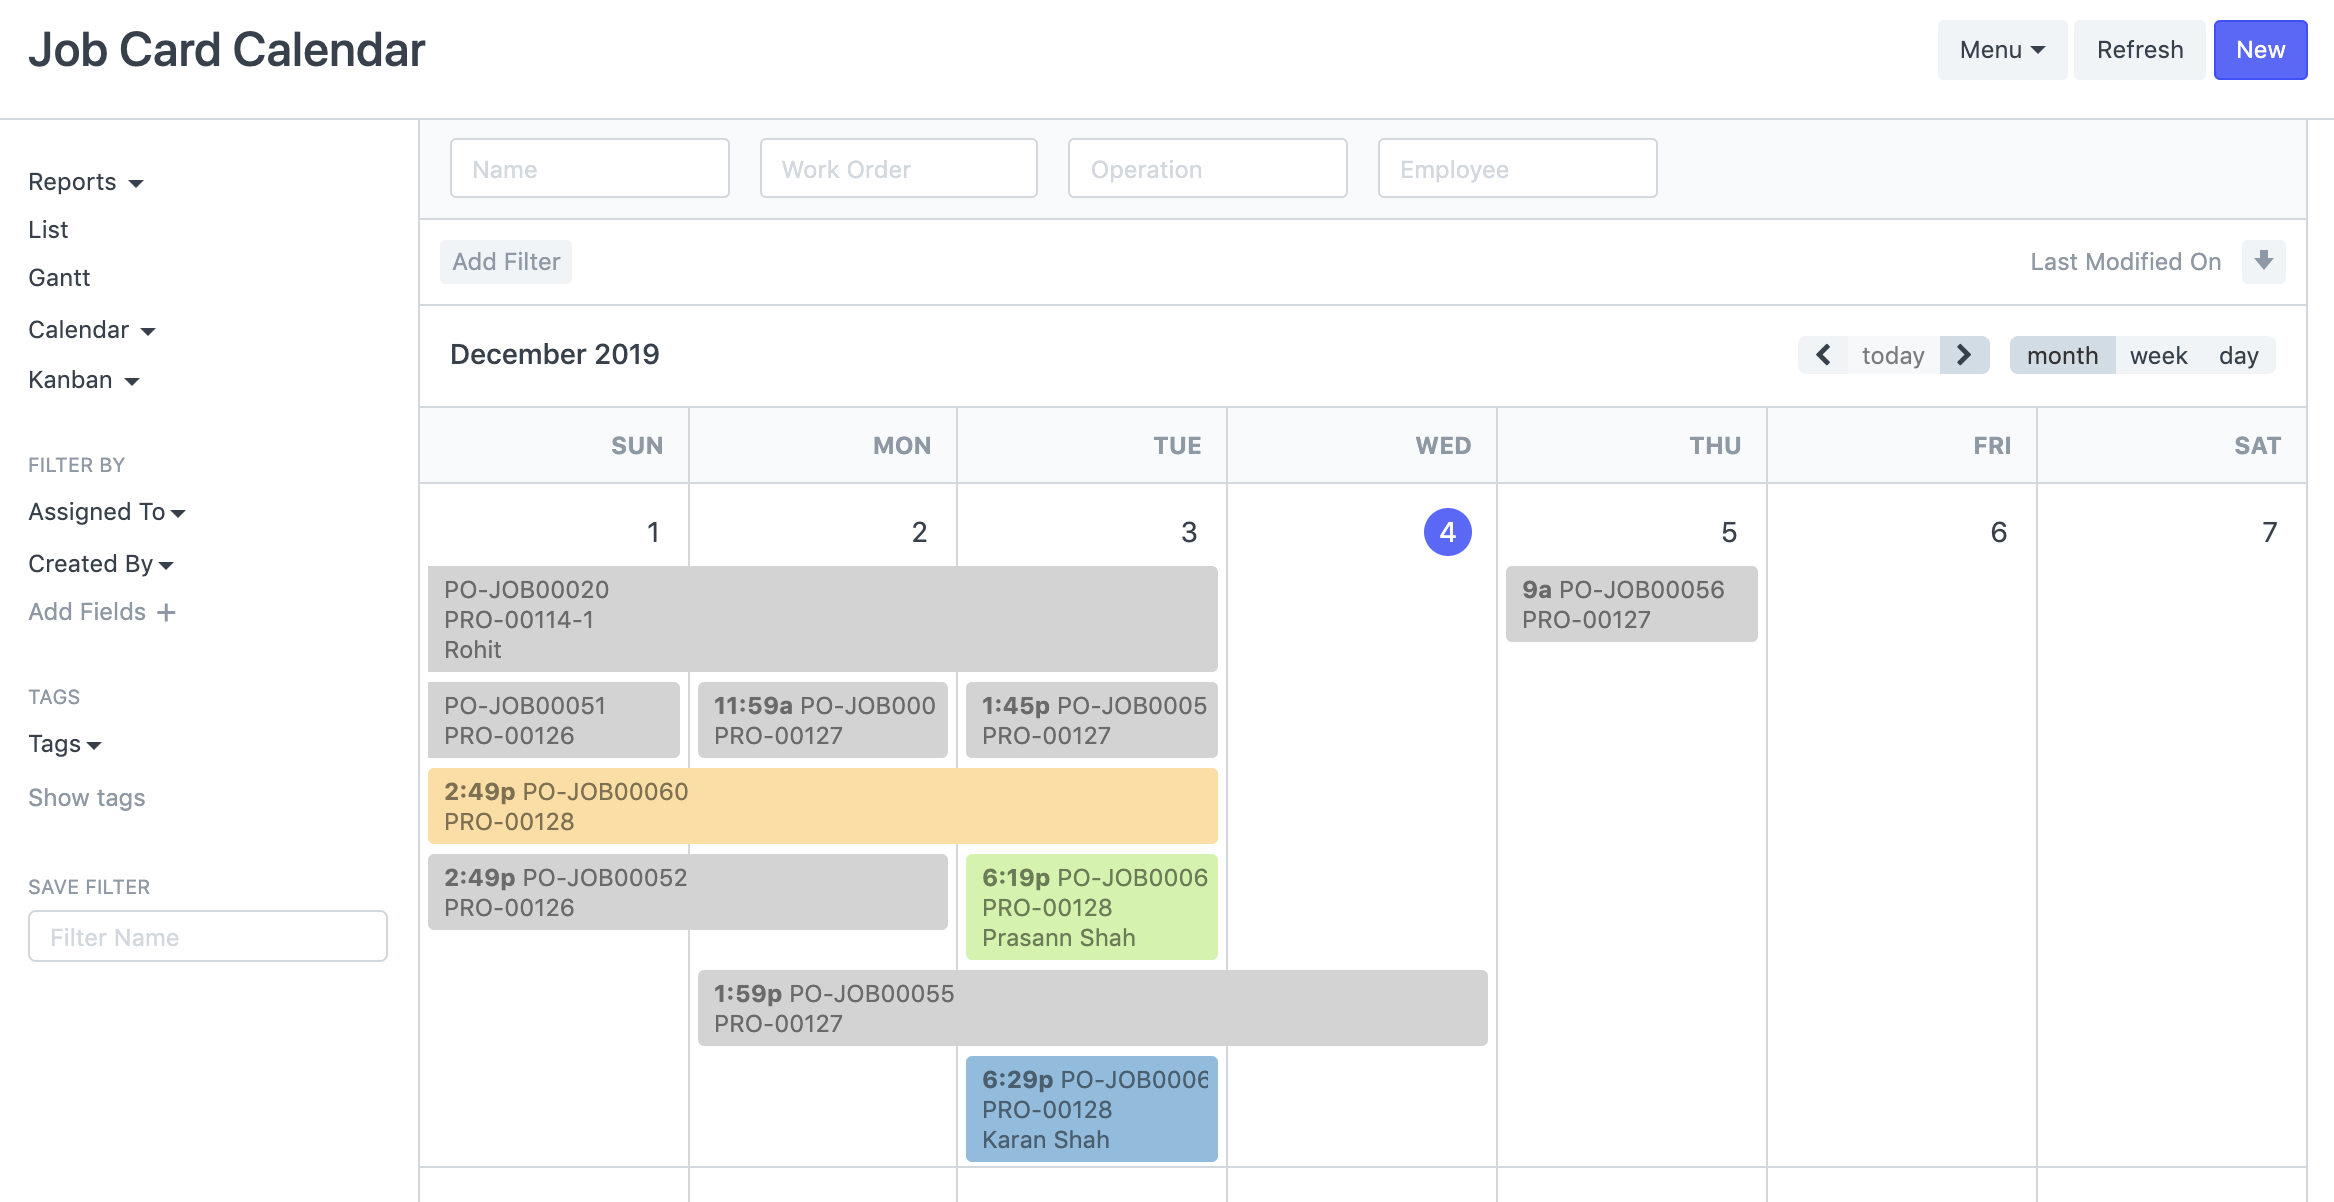 Job Card Calendar
Menu
Refresh
New
Reports
List
Gantt
Calendar
Kanban
FILTER BY
Assigned To
Created By
Add Fields +
TAGS
Tags
Show tags
SAVE FILTER
Filter Name
Name
Work Order
Operation
Employee
Add Filter
Last Modified On
December 2019
today
month
week
day
SUN
MON
TUE
WED
THU
FRI
SAT
1
2
3
4
5
6
7
PO-JOB00020
PRO-00114-1
Rohit
9a PO-JOB00056
PRO-00127
PO-JOB00051
PRO-00126
11:59a PO-JOB000
PRO-00127
1:45p PO-JOB0005
PRO-00127
2:49p PO-JOB00060
PRO-00128
2:49p PO-JOB00052
PRO-00126
6:19p PO-JOB0006
PRO-00128
Prasann Shah
1:59p PO-JOB00055
PRO-00127
6:29p PO-JOB0006
PRO-00128
Karan Shah